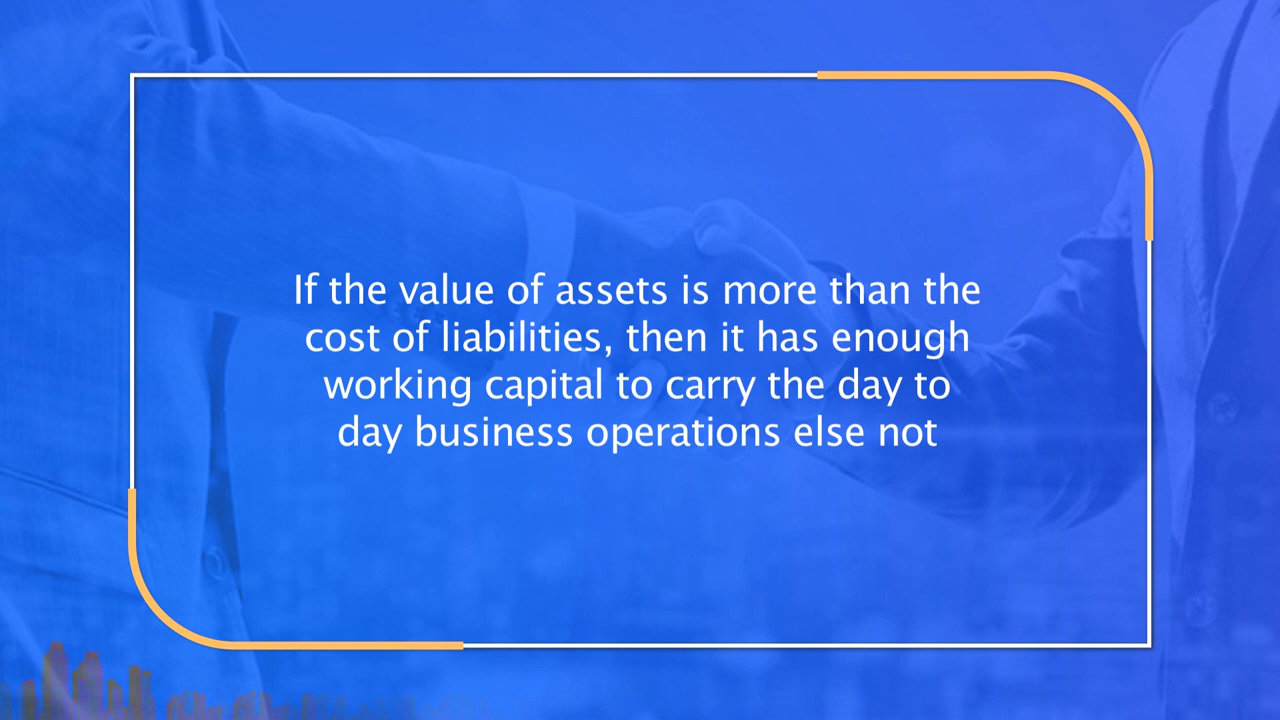 If the value of assets is more than the
cost of liabilities, then it has enough
working capital to carry the day to
day business operations else not